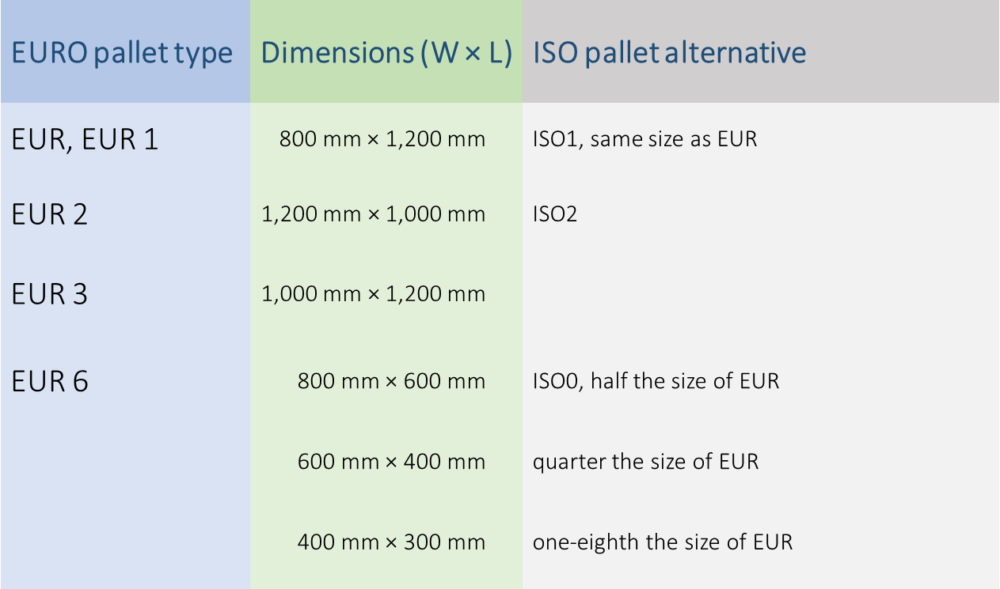 EURO pallet type Dimensions (W × L) ISO pallet alternative
EUR, EUR 1 800 mm × 1,200 mm ISO1, same size as EUR
EUR 2 1,200 mm × 1,000 mm ISO2
EUR 3 1,000 mm × 1,200 mm
EUR 6 800 mm × 600 mm ISO0, half the size of EUR
600 mm × 400 mm quarter the size of EUR
400 mm × 300 mm one-eighth the size of EUR